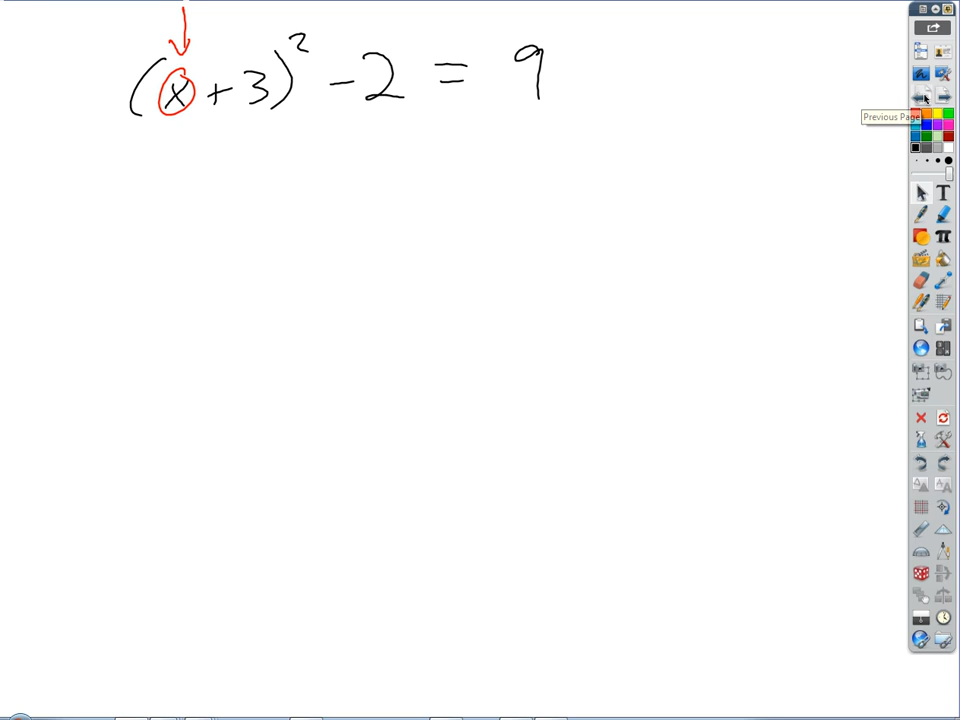 (x + 3)² - 2 = 9
Previous Page
T
π